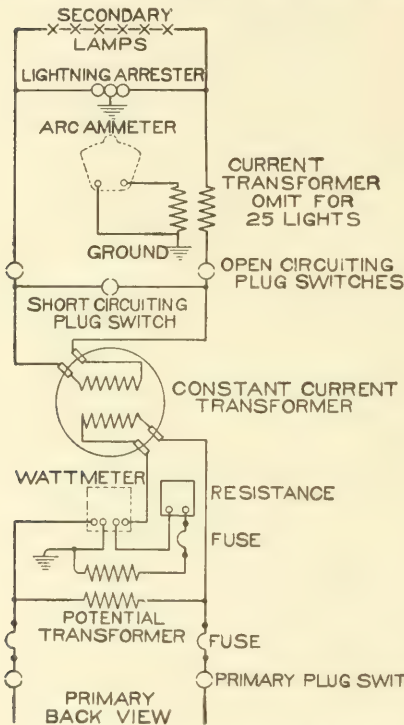 SECONDARY
LAMPS
LIGHTNING ARRESTER
ARC AMMETER
CURRENT
TRANSFORMER
OMIT FOR
25 LIGHTS
GROUND
OPEN CIRCUITING
PLUG SWITCHES
SHORT CIRCUITING
PLUG SWITCH
CONSTANT CURRENT
TRANSFORMER
WATTMETER
RESISTANCE
FUSE
POTENTIAL
TRANSFORMER
FUSE
PRIMARY PLUG SWIT
PRIMARY
BACK VIEW